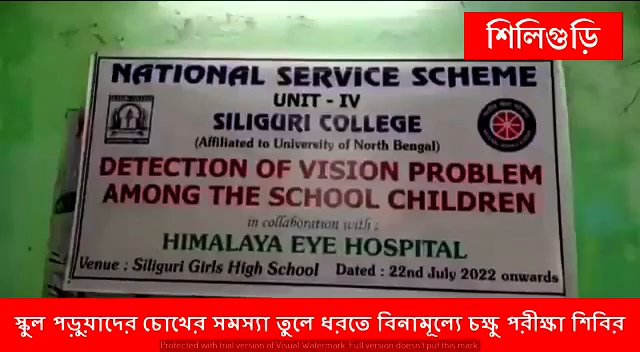 শিলিগুড়ি
NATIONAL SERVICE SCHEME
UNIT - IV
SILIGURI COLLEGE
(Affiliated to University of North Bengal)
DETECTION OF VISION PROBLEM
AMONG THE SCHOOL CHILDREN
in collaboration with :
HIMALAYA EYE HOSPITAL
Venue : Siliguri Girls High School Dated : 22nd July 2022 onwards
স্কুল পড়ুয়াদের চোখের সমস্যা তুলে ধরতে বিনামূল্যে চক্ষু পরীক্ষা শিবির
Protected with trial version of Visual Watermark. Full version doesn't put this mark.